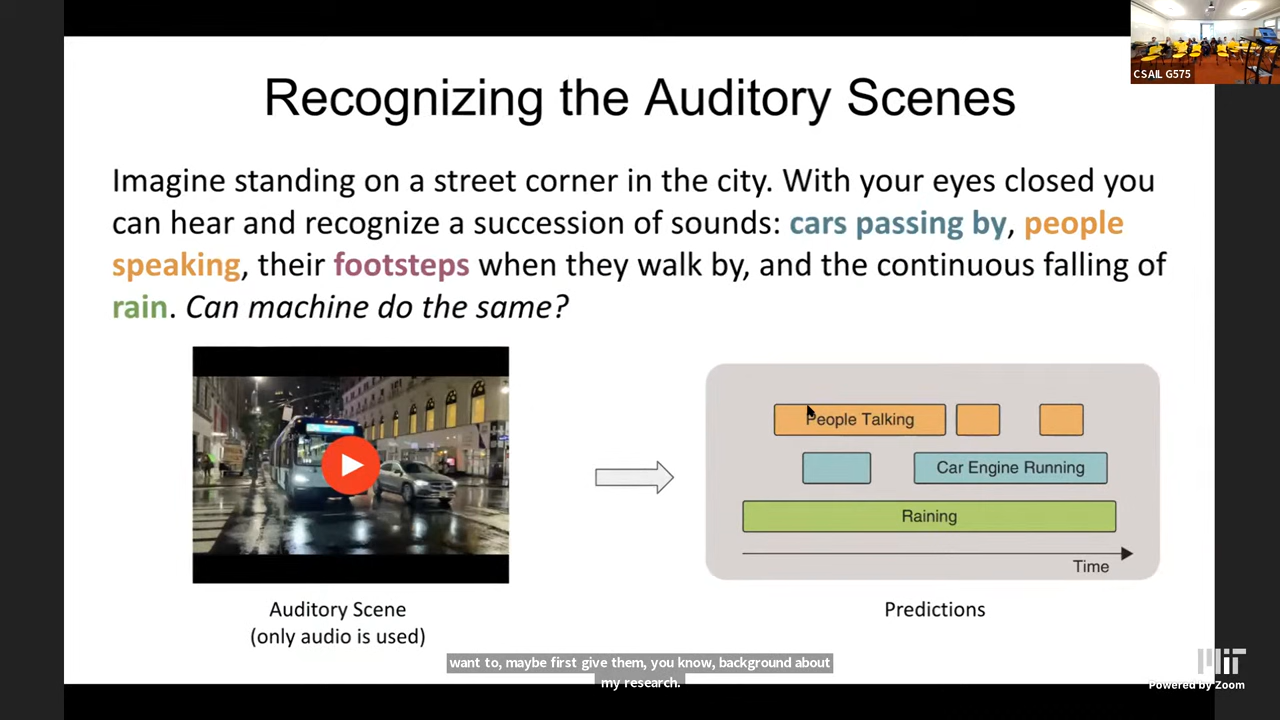 CSAIL G575
Recognizing the Auditory Scenes
Imagine standing on a street corner in the city. With your eyes closed you
can hear and recognize a succession of sounds: cars passing by, people
speaking, their footsteps when they walk by, and the continuous falling of
rain. Can machine do the same?
People Talking
Car Engine Running
Raining
Time
Auditory Scene
(only audio is used)
Predictions
want to, maybe first give them, you know, background about
my research.
MIT
Powered by Zoom